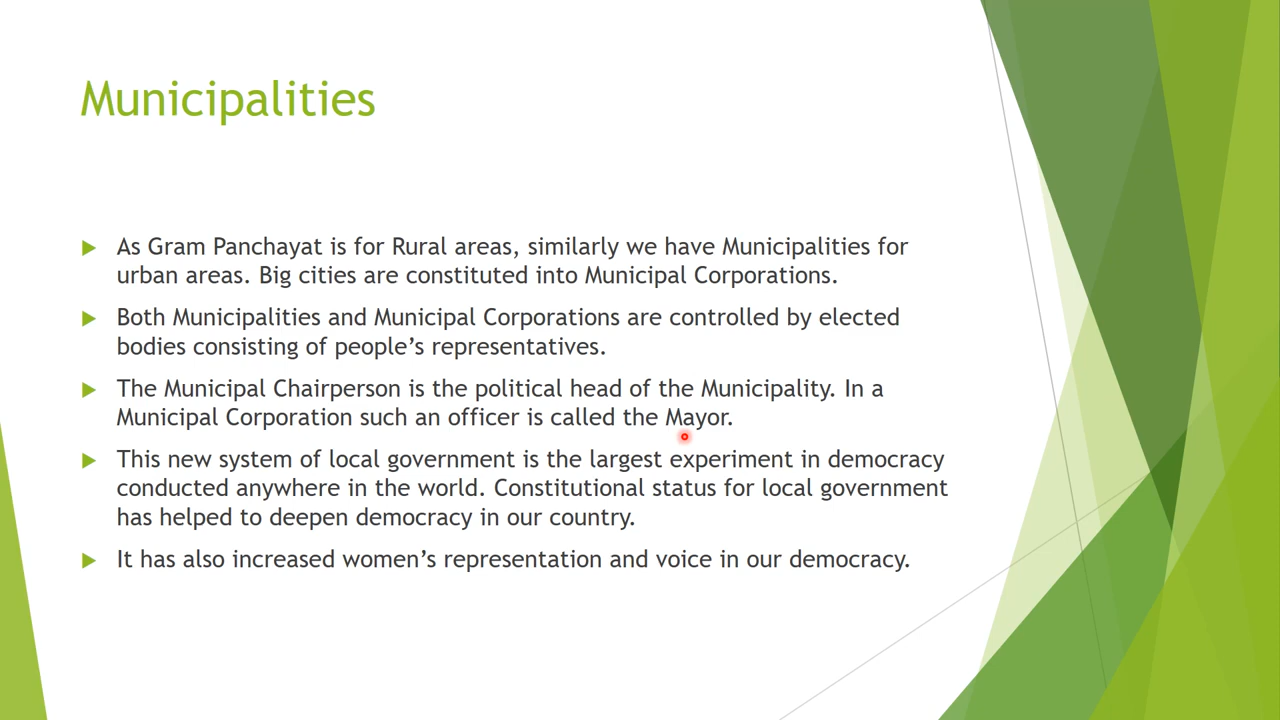 Municipalities
As Gram Panchayat is for Rural areas, similarly we have Municipalities for
urban areas. Big cities are constituted into Municipal Corporations.
Both Municipalities and Municipal Corporations are controlled by elected
bodies consisting of people’s representatives.
The Municipal Chairperson is the political head of the Municipality. In a
Municipal Corporation such an officer is called the Mayor.
This new system of local government is the largest experiment in democracy
conducted anywhere in the world. Constitutional status for local government
has helped to deepen democracy in our country.
It has also increased women’s representation and voice in our democracy.